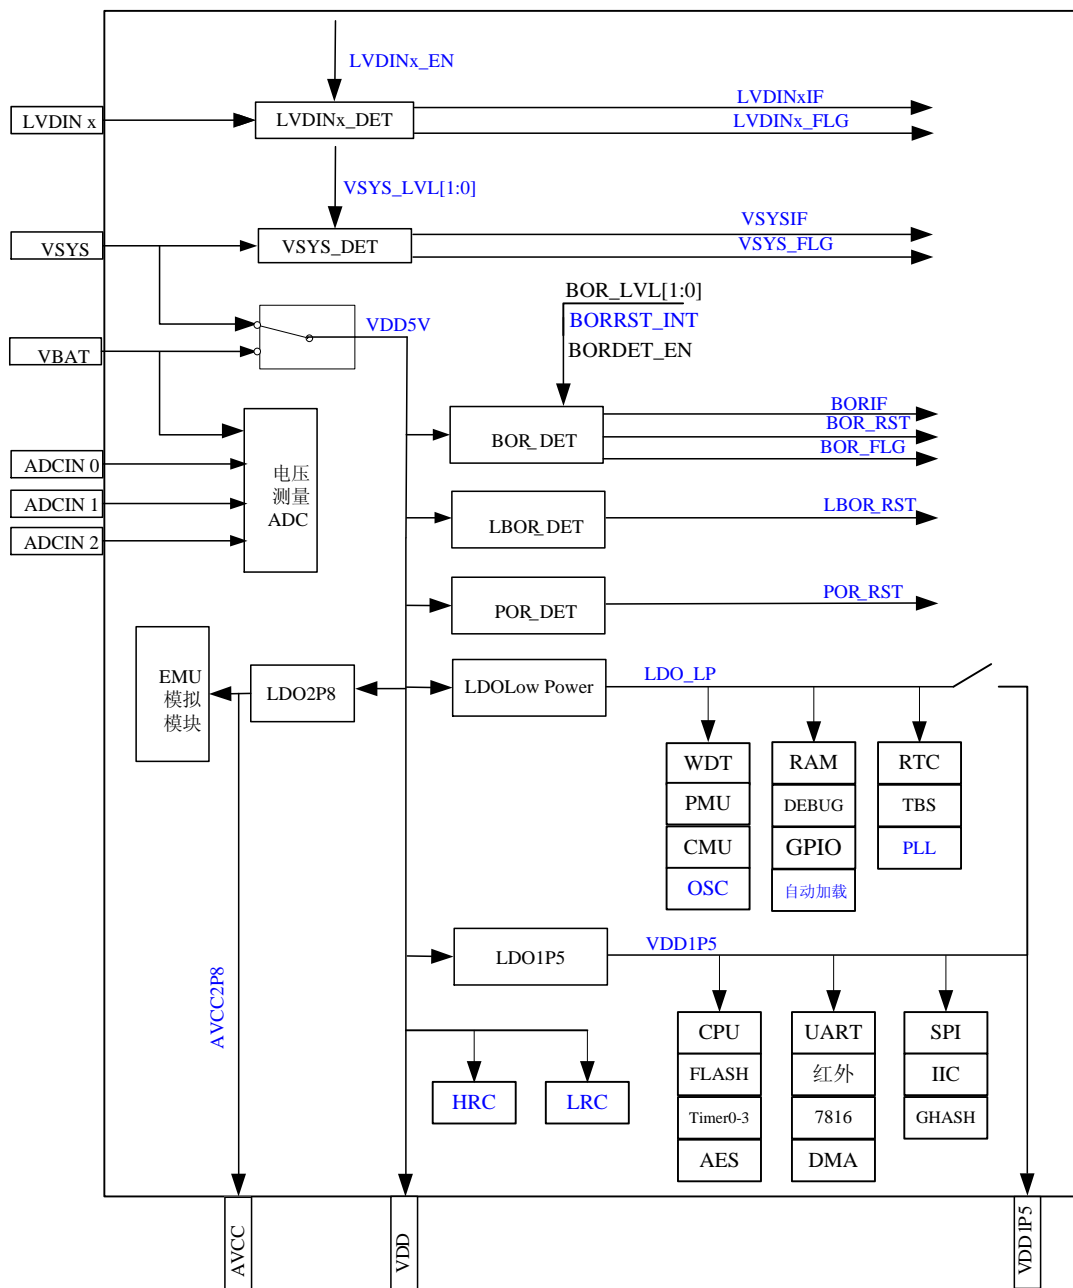 LVDINx_EN
LVDIN x
LVDINx_DET
LVDINxIF
LVDINx_FLG
VSYS_LVL[1:0]
VSYS
VSYS_DET
VSYSIF
VSYS_FLG
BOR_LVL[1:0]
BORRST_INT
BORDET_EN
VDD5V
VBAT
BOR_DET
BORIF
BOR_RST
BOR_FLG
ADCIN 0
ADCIN 1
ADCIN 2
电压
测量
ADC
LBOR_DET
LBOR_RST
POR_DET
POR_RST
EMU
模拟
模块
LDO2P8
LDOLow Power
LDO_LP
WDT
PMU
CMU
OSC
RAM
DEBUG
GPIO
自动加载
RTC
TBS
PLL
LDO1P5
VDD1P5
AVCC2P8
CPU
FLASH
Timer0-3
AES
UART
红外
7816
DMA
SPI
IIC
GHASH
HRC
LRC
AVCC
VDD
VDD1P5